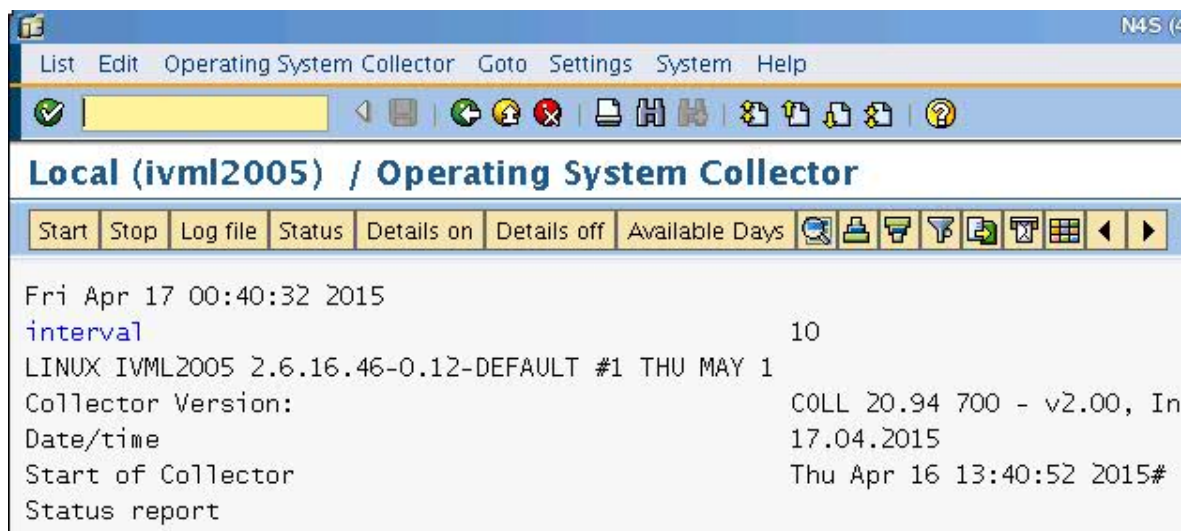 N4S (4
List Edit Operating System Collector Goto Settings System Help
Local (ivml2005) / Operating System Collector
Start Stop Log file Status Details on Details off Available Days
Fri Apr 17 00:40:32 2015
interval 10
LINUX IVML2005 2.6.16.46-0.12-DEFAULT #1 THU MAY 1
Collector Version: COLL 20.94 700 - v2.00, In
Date/time 17.04.2015
Start of Collector Thu Apr 16 13:40:52 2015#
Status report